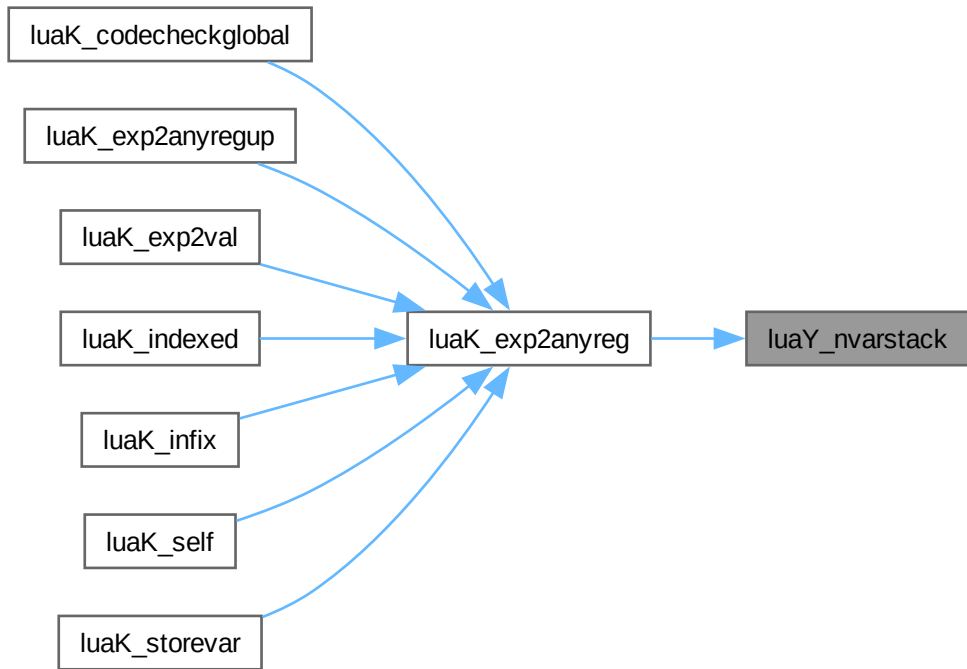 luaK_codecheckglobal
luaK_exp2anyregup
luaK_exp2val
luaK_indexed
luaK_exp2anyreg
luaY_nvarstack
luaK_infix
luaK_self
luaK_storevar